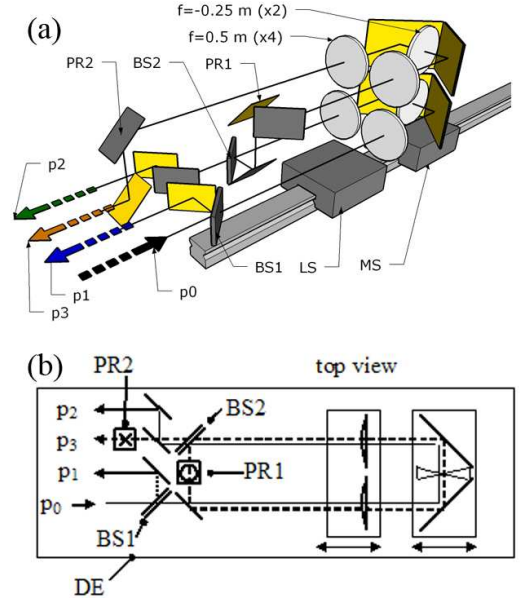 (a)
f=-0.25 m (x2)
f=0.5 m (x4)
PR2
BS2
PR1
p2
p3
p1
p0
BS1
LS
MS
(b)
top view
PR2
BS2
p₂
p₃
p₁
PR1
p₀
BS1
DE